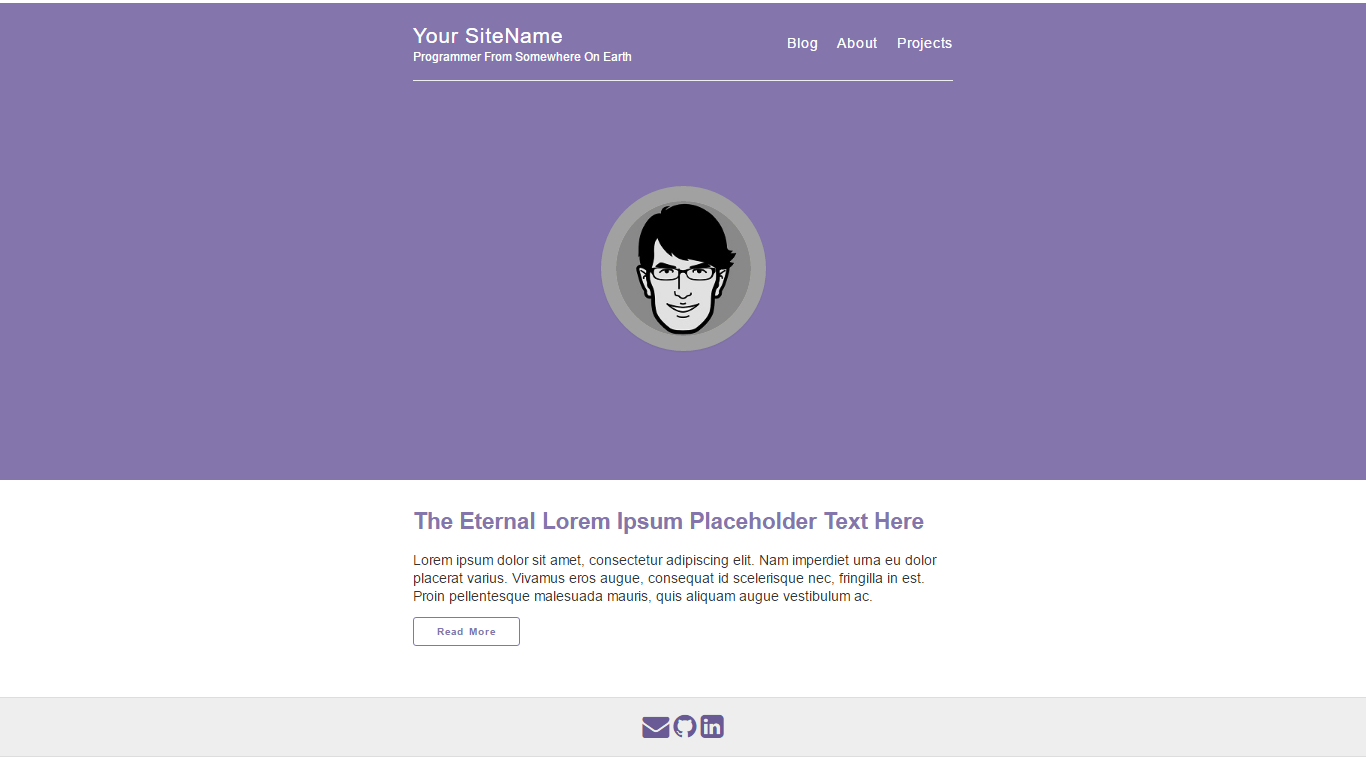 Your SiteName
Programmer From Somewhere On Earth
Blog About Projects
The Eternal Lorem Ipsum Placeholder Text Here
Lorem ipsum dolor sit amet, consectetur adipiscing elit. Nam imperdiet urna eu dolor
placerat varius. Vivamus eros augue, consequat id scelerisque nec, fringilla in est.
Proin pellentesque malesuada mauris, quis aliquam augue vestibulum ac.
Read More
in